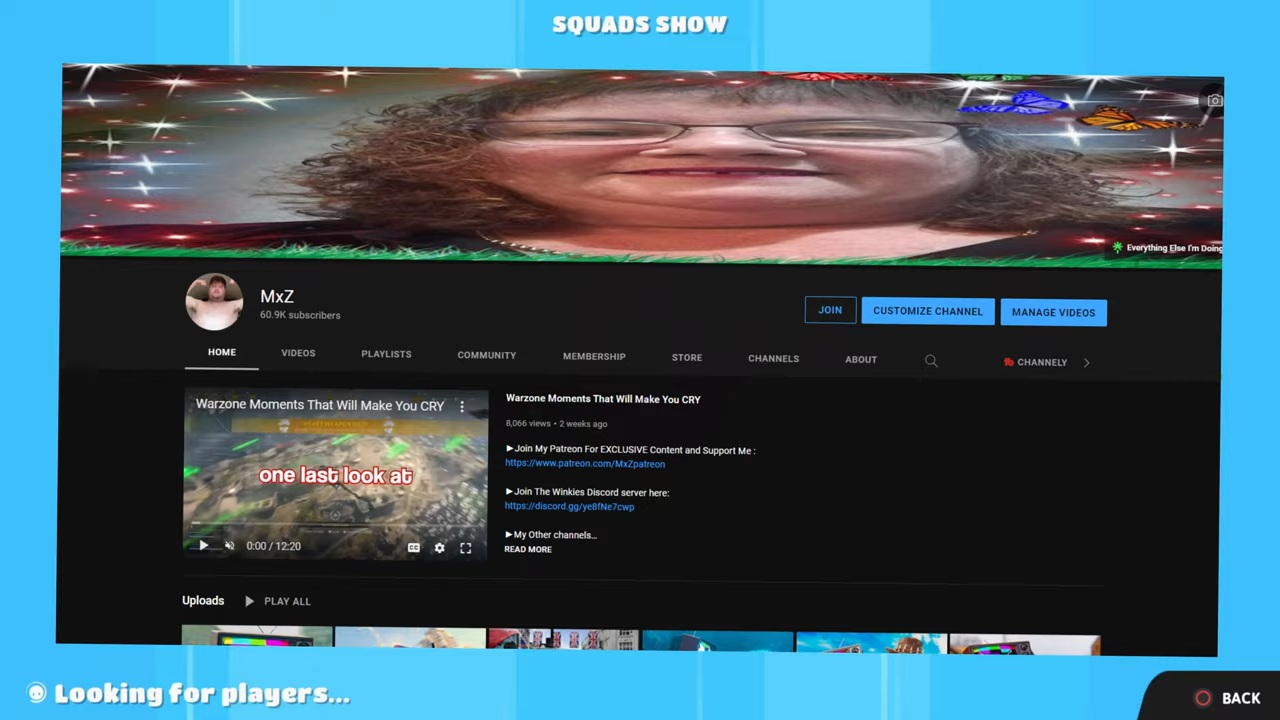 SQUADS SHOW
Everything Else I'm Doing
MxZ
60.9K subscribers
JOIN
CUSTOMIZE CHANNEL
MANAGE VIDEOS
HOME
VIDEOS
PLAYLISTS
COMMUNITY
MEMBERSHIP
STORE
CHANNELS
ABOUT
CHANNELY
Warzone Moments That Will Make You CRY
one last look at
0:00 / 12:20
CC
Warzone Moments That Will Make You CRY
8,066 views • 2 weeks ago
►Join My Patreon For EXCLUSIVE Content and Support Me :
https://www.patreon.com/MxZpatreon
►Join The Winkies Discord server here:
https://discord.gg/ye8fNe7cwp
►My Other channels...
READ MORE
Uploads
PLAY ALL
Looking for players...
BACK